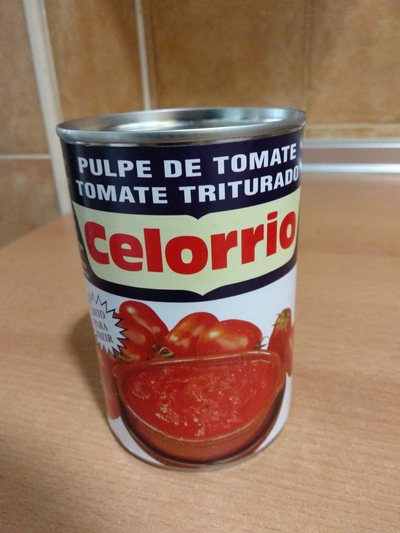 PULPE DE TOMATE
TOMATE TRITURADO
Celorrio